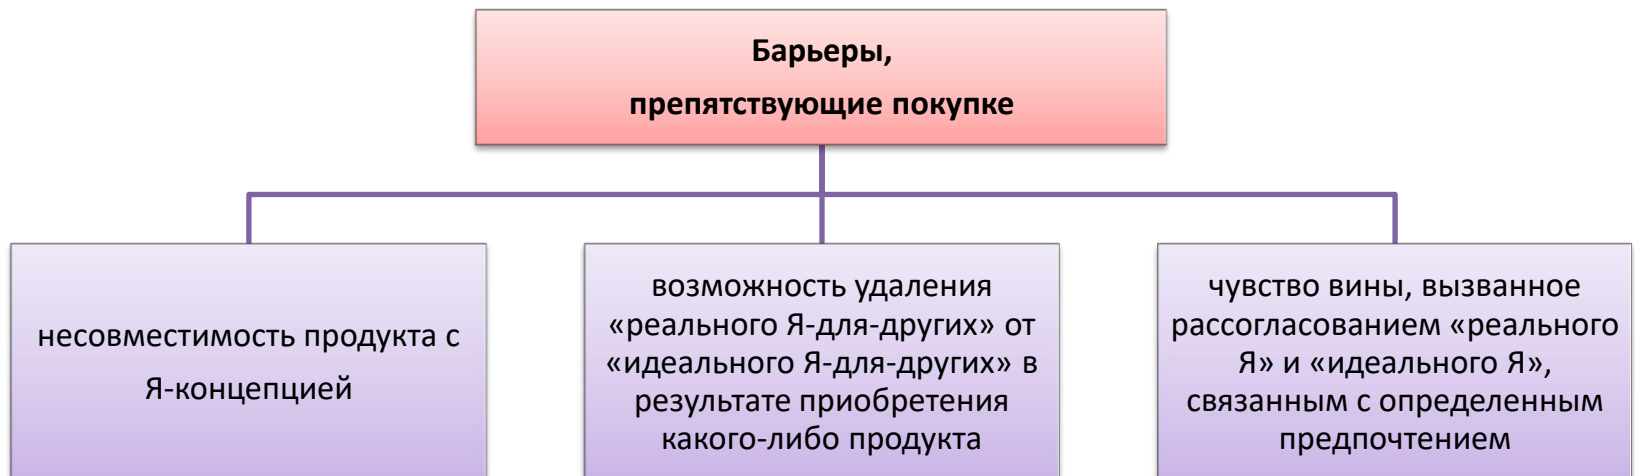 Барьеры,
препятствующие покупке
несовместимость продукта с
Я-концепцией
возможность удаления
«реального Я-для-других» от
«идеального Я-для-других» в
результате приобретения
какого-либо продукта
чувство вины, вызванное
рассогласованием «реального
Я» и «идеального Я»,
связанным с определенным
предпочтением